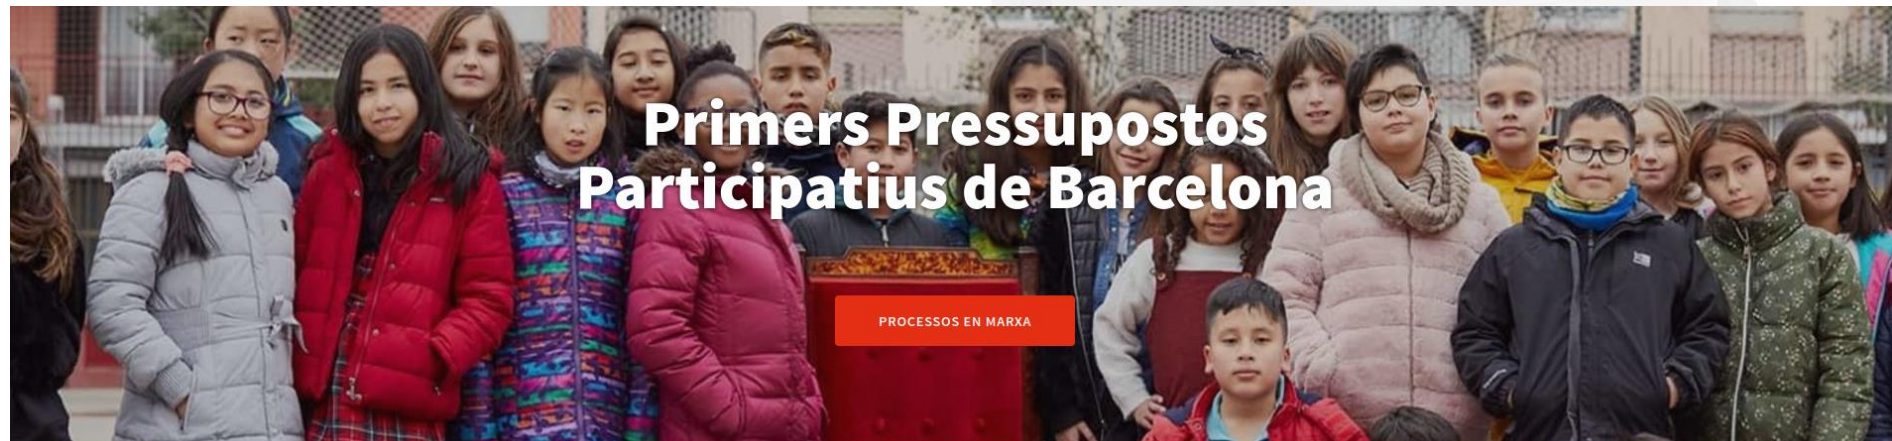 Primers Pressupostos
Participatius de Barcelona
PROCESSOS EN MARXA